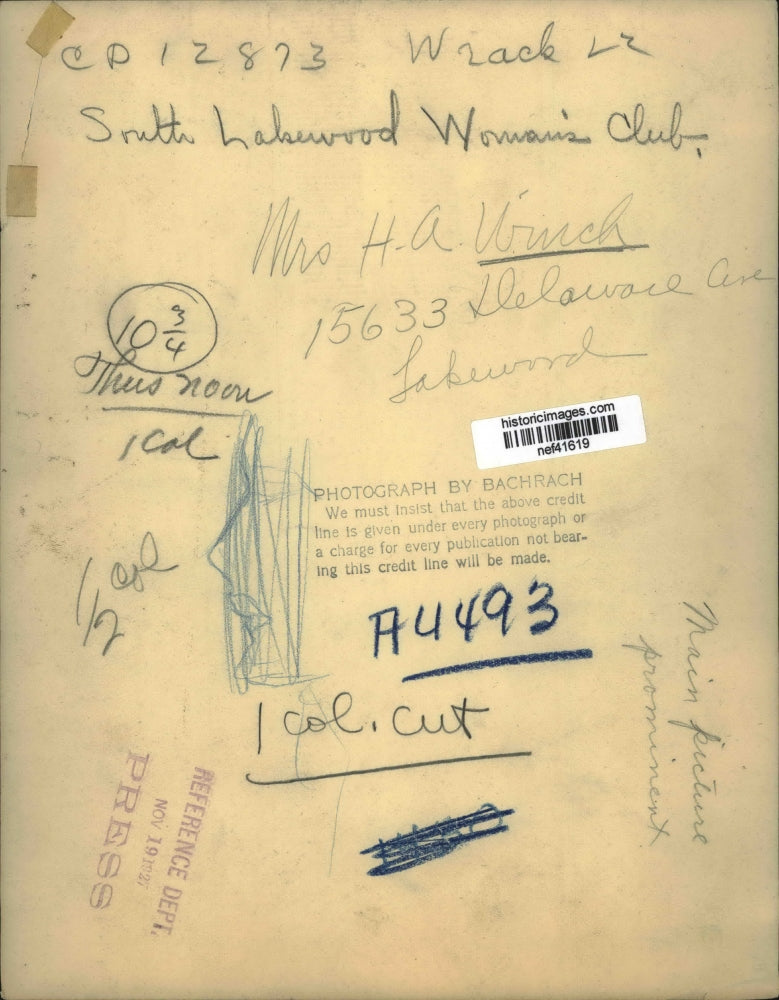 CD 12873 Wrack Lr
South Lakewood Woman's Club.
Mrs H.A. Winch
15633 Delaware Ave
Lakewood
10 3/4
Thurs noon
1 Col
historicimages.com
nef41619
PHOTOGRAPH BY BACHRACH
We must insist that the above credit
line is given under every photograph or
a charge for every publication not bear-
ing this credit line will be made.
1/2 col
A4493
1 col. cut
Main picture
prominent
REFERENCE DEPT.
NOV 19 1927
PRESS